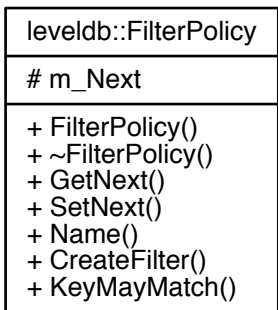 leveldb::FilterPolicy
# m_Next
+ FilterPolicy()
+ ~FilterPolicy()
+ GetNext()
+ SetNext()
+ Name()
+ CreateFilter()
+ KeyMayMatch()